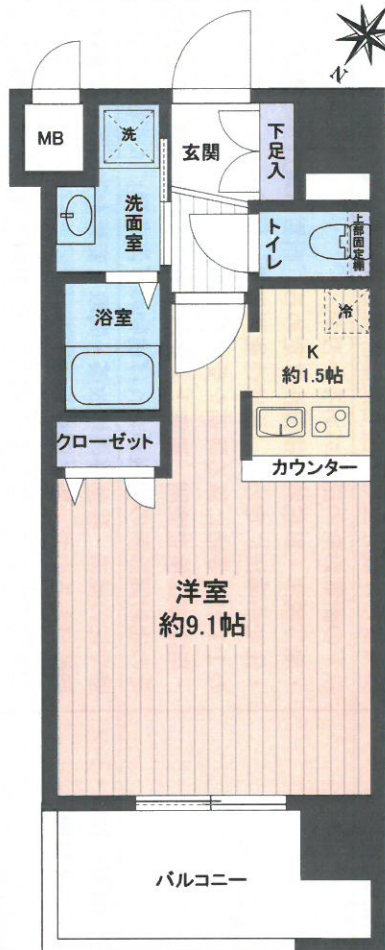 N
MB
洗
玄関
下足入
洗面室
トイレ
上部固定棚
浴室
冷
K
約1.5帖
クローゼット
カウンター
洋室
約9.1帖
バルコニー